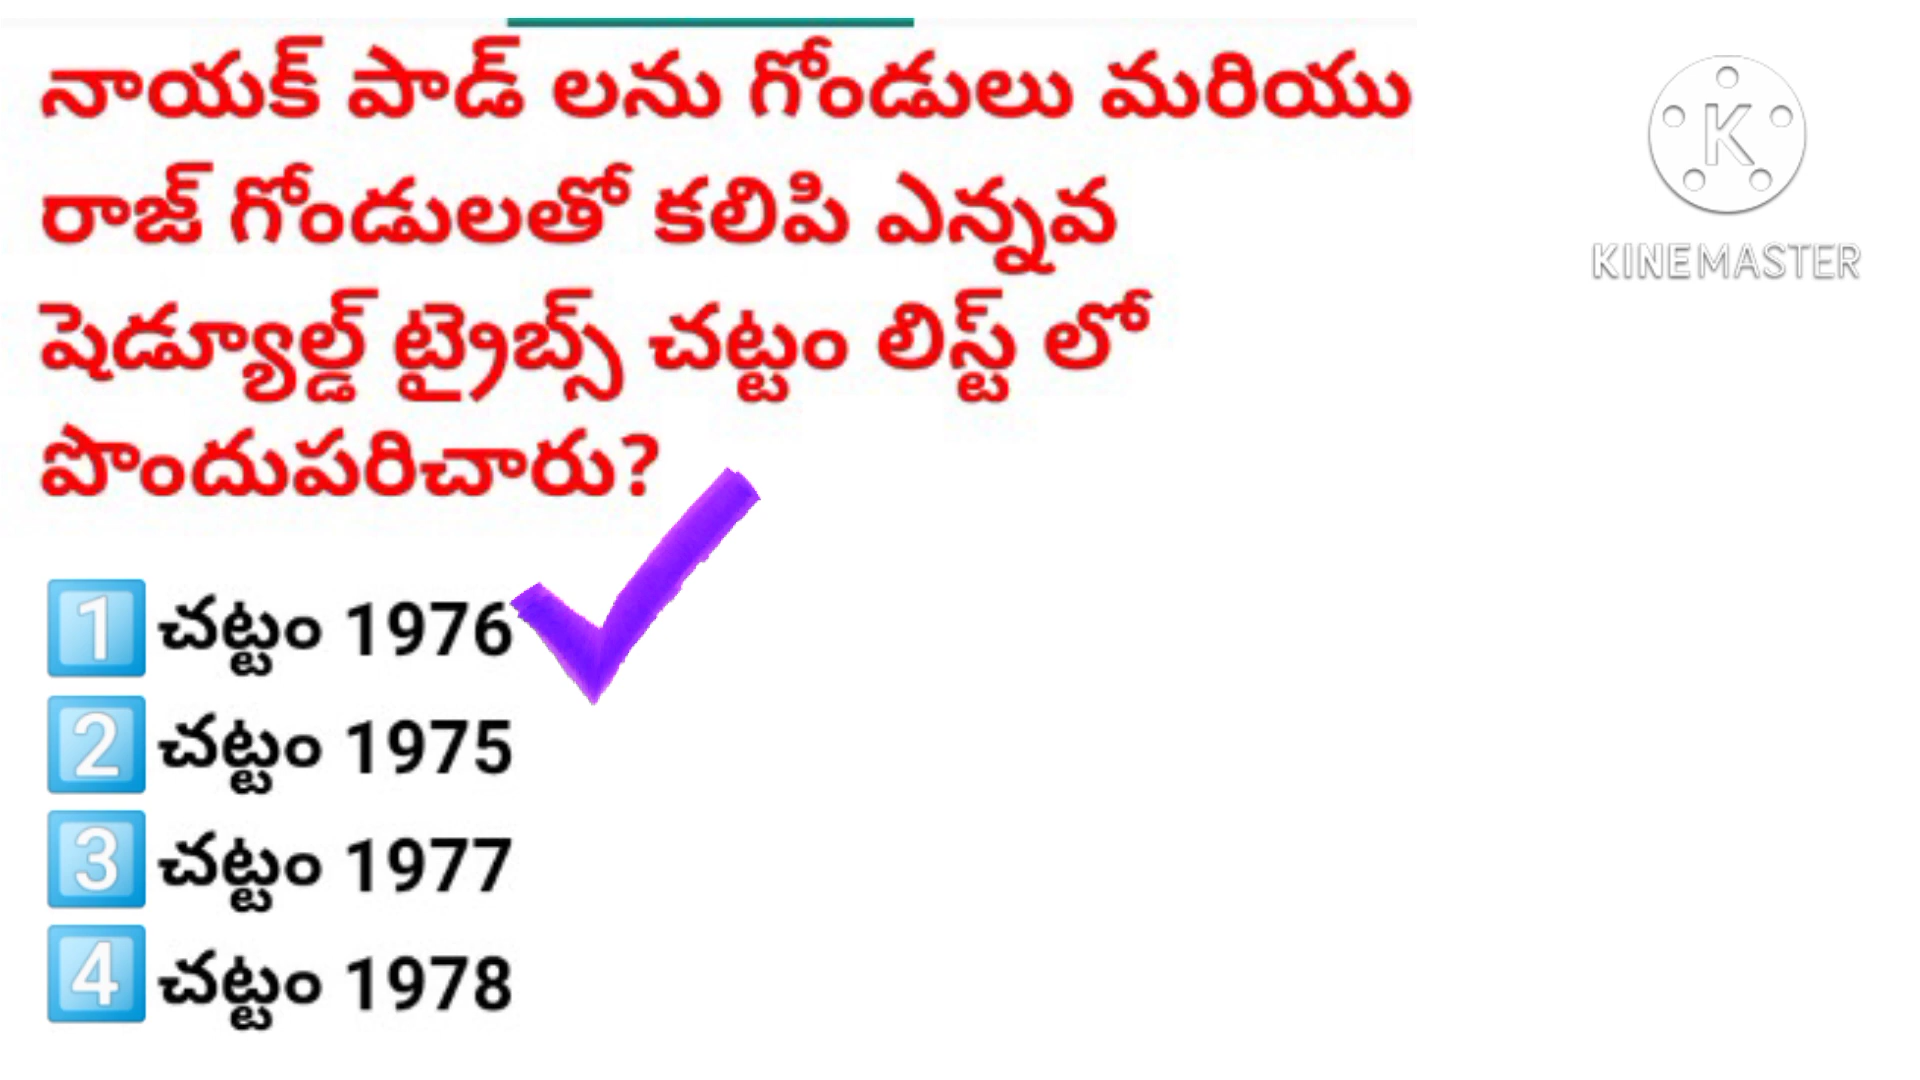 నాయక్ పాడ్ లను గోండులు మరియు
రాజ్ గోండులతో కలిపి ఎన్నవ
షెడ్యూల్డ్ ట్రైబ్స్ చట్టం లిస్ట్ లో
పొందుపరిచారు?
1 చట్టం 1976
2 చట్టం 1975
3 చట్టం 1977
4 చట్టం 1978
K
KINEMASTER